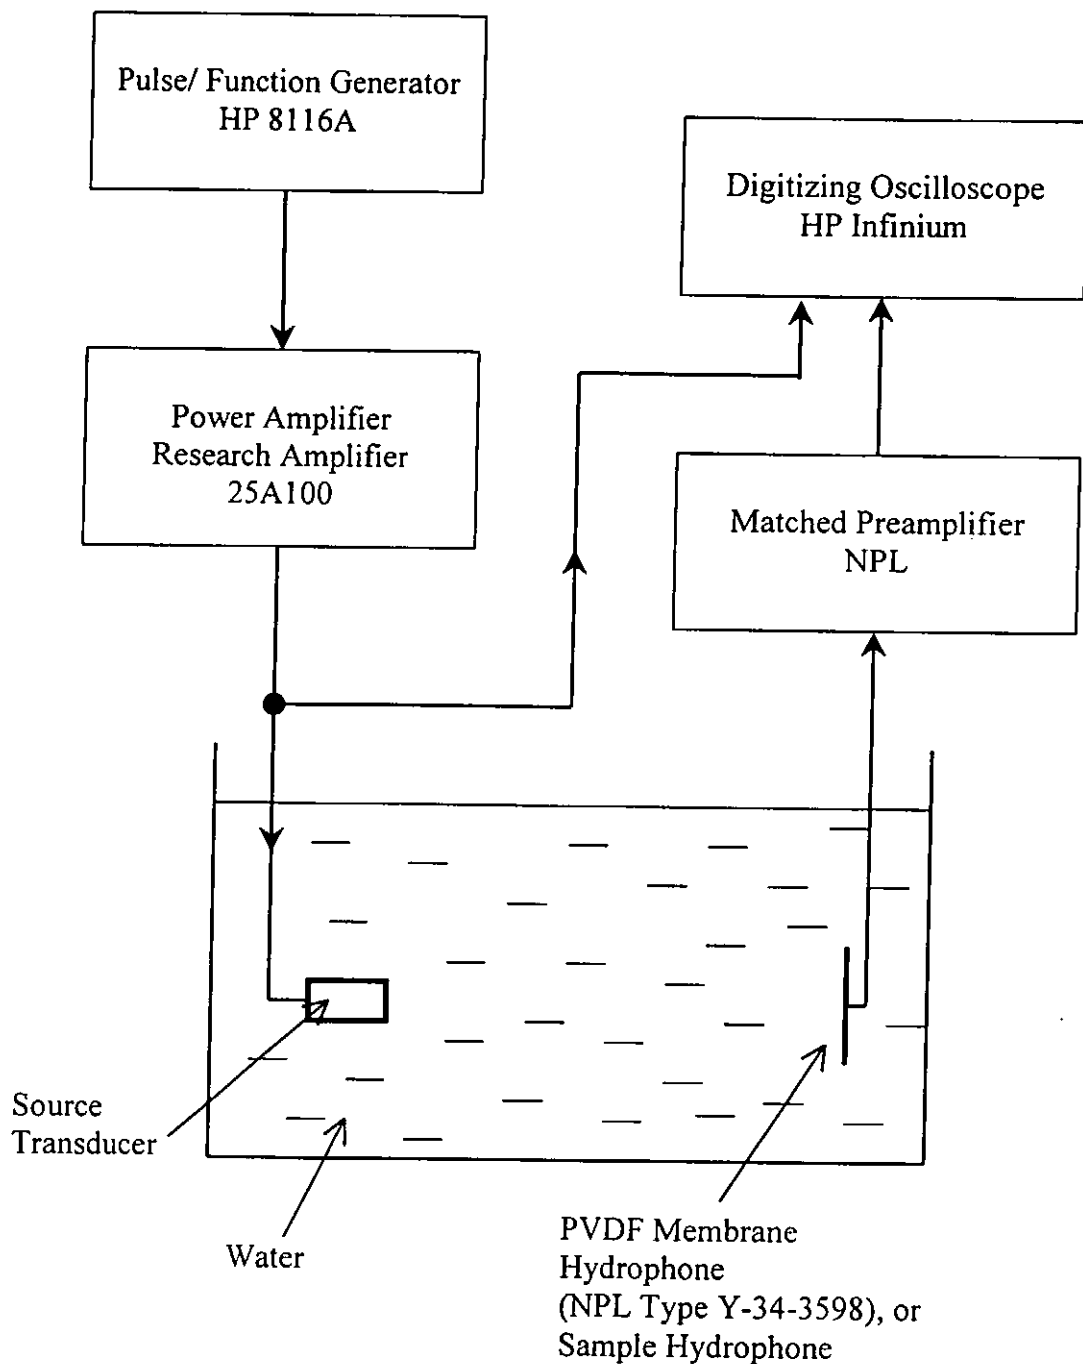 Pulse/ Function Generator
HP 8116A
Digitizing Oscilloscope
HP Infinium
Power Amplifier
Research Amplifier
25A100
Matched Preamplifier
NPL
Source
Transducer
Water
PVDF Membrane
Hydrophone
(NPL Type Y-34-3598), or
Sample Hydrophone